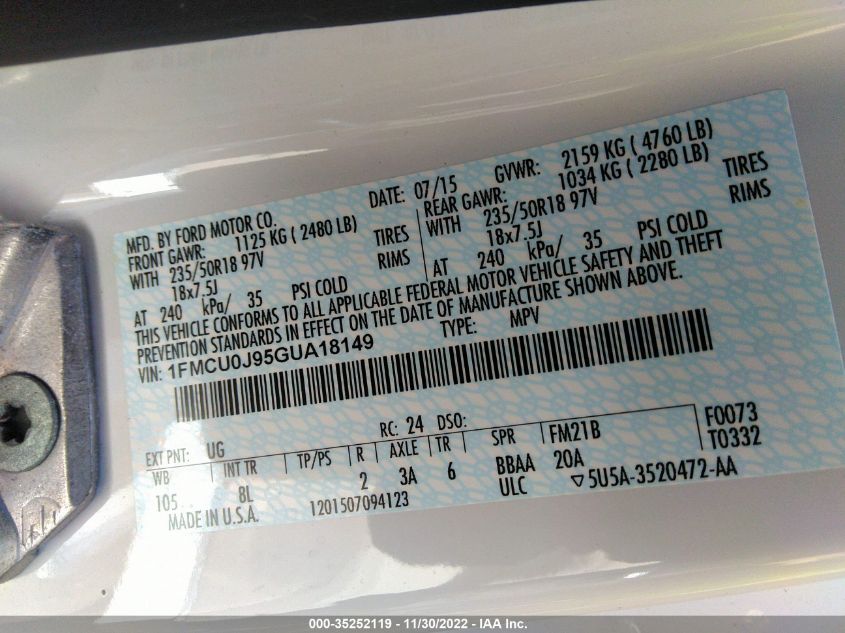 MFD. BY FORD MOTOR CO. DATE: 07/15 GVWR: 2159 KG ( 4760 LB)
FRONT GAWR: 1125 KG ( 2480 LB) REAR GAWR: 1034 KG ( 2280 LB)
WITH 235/50R18 97V TIRES WITH 235/50R18 97V TIRES
18x7.5J RIMS 18x7.5J RIMS
AT 240 kPa/ 35 PSI COLD AT 240 kPa/ 35 PSI COLD
THIS VEHICLE CONFORMS TO ALL APPLICABLE FEDERAL MOTOR VEHICLE SAFETY AND THEFT
PREVENTION STANDARDS IN EFFECT ON THE DATE OF MANUFACTURE SHOWN ABOVE.
VIN: 1FMCU0J95GUA18149 TYPE: MPV
EXT PNT: UG RC: 24 DSO:
WB INT TR TP/PS R AXLE TR SPR FM21B F0073
105 8L 2 3A 6 BBAA 20A T0332
MADE IN U.S.A. 1201507094123 ULC ▽5U5A-3520472-AA
000-35252119 - 11/30/2022 - IAA Inc.